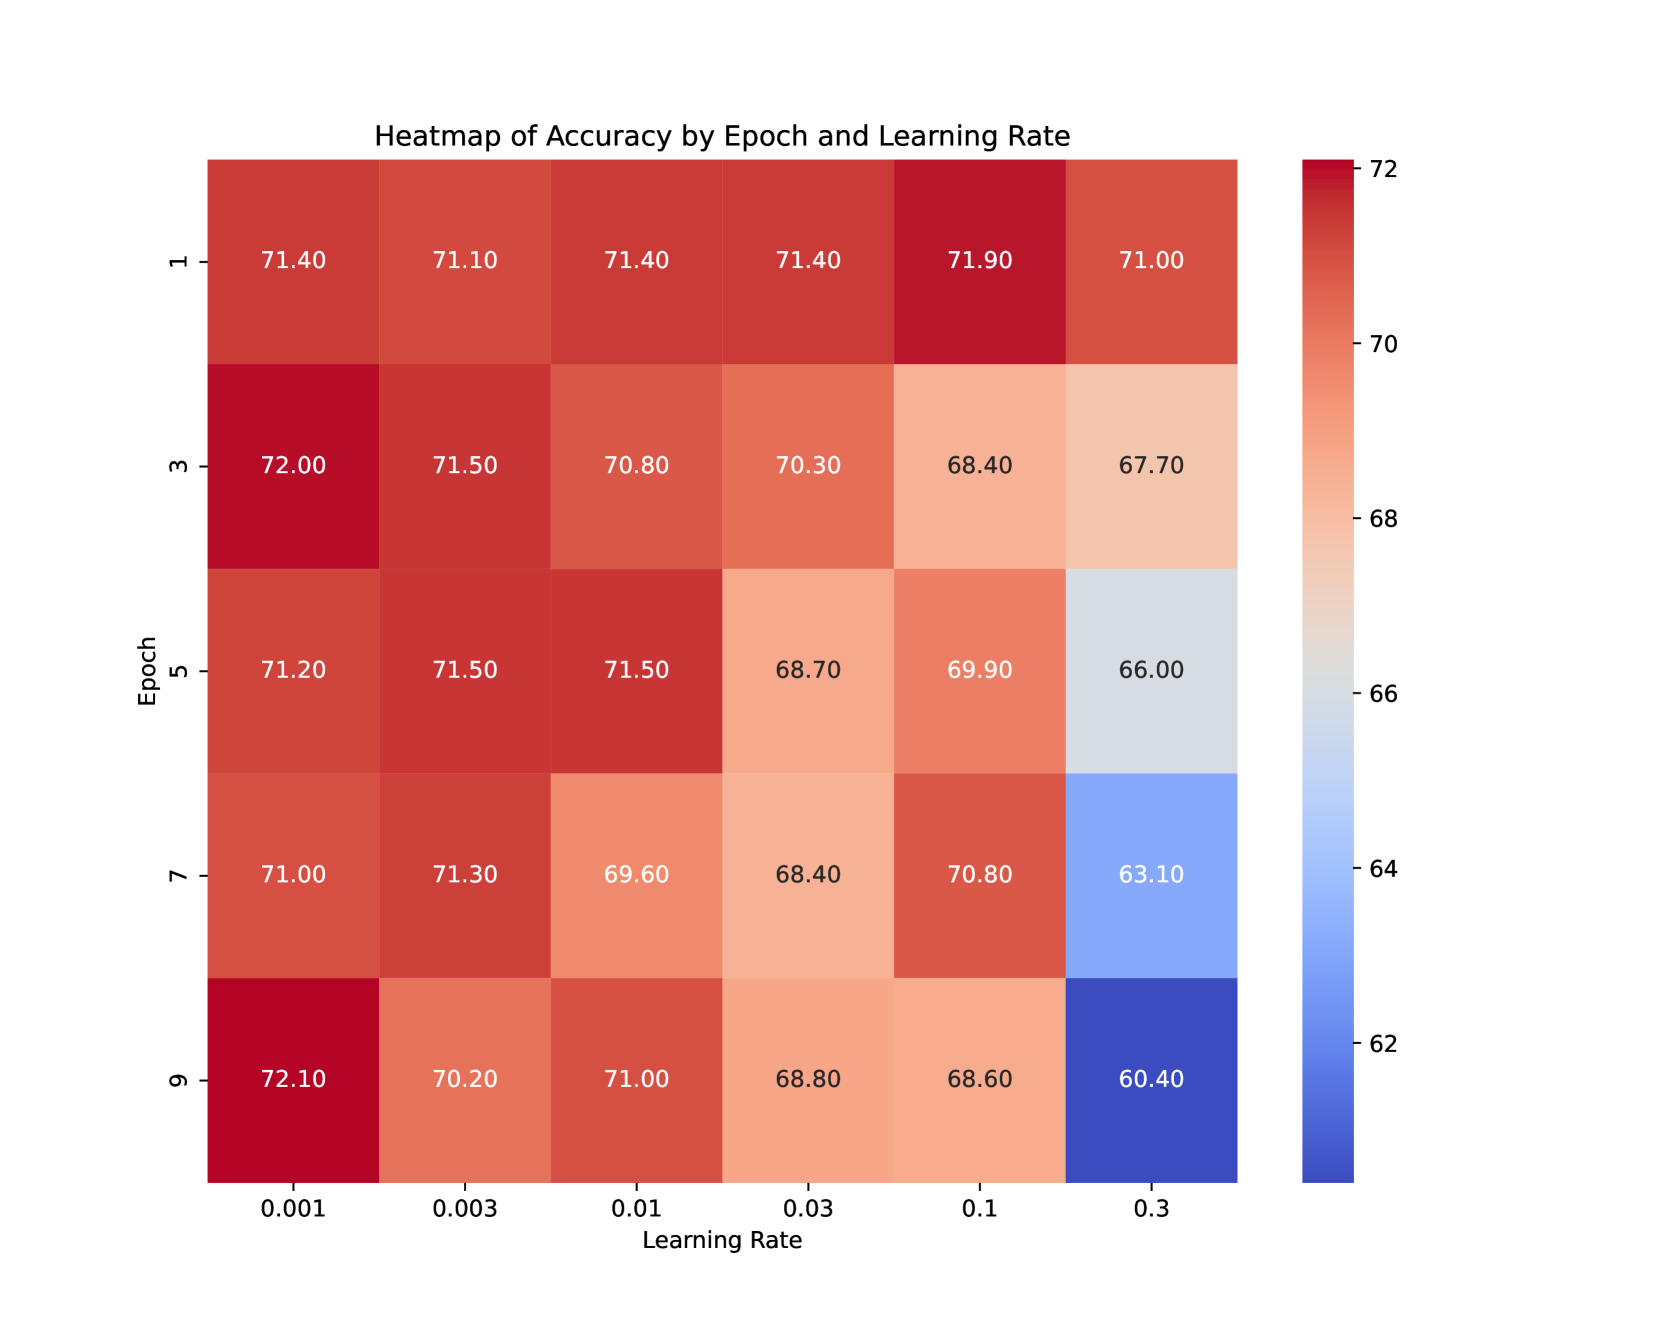 Heatmap of Accuracy by Epoch and Learning Rate
1 71.40 71.10 71.40 71.40 71.90 71.00
3 72.00 71.50 70.80 70.30 68.40 67.70
5 71.20 71.50 71.50 68.70 69.90 66.00
7 71.00 71.30 69.60 68.40 70.80 63.10
9 72.10 70.20 71.00 68.80 68.60 60.40
0.001 0.003 0.01 0.03 0.1 0.3
Learning Rate
Epoch
72
70
68
66
64
62